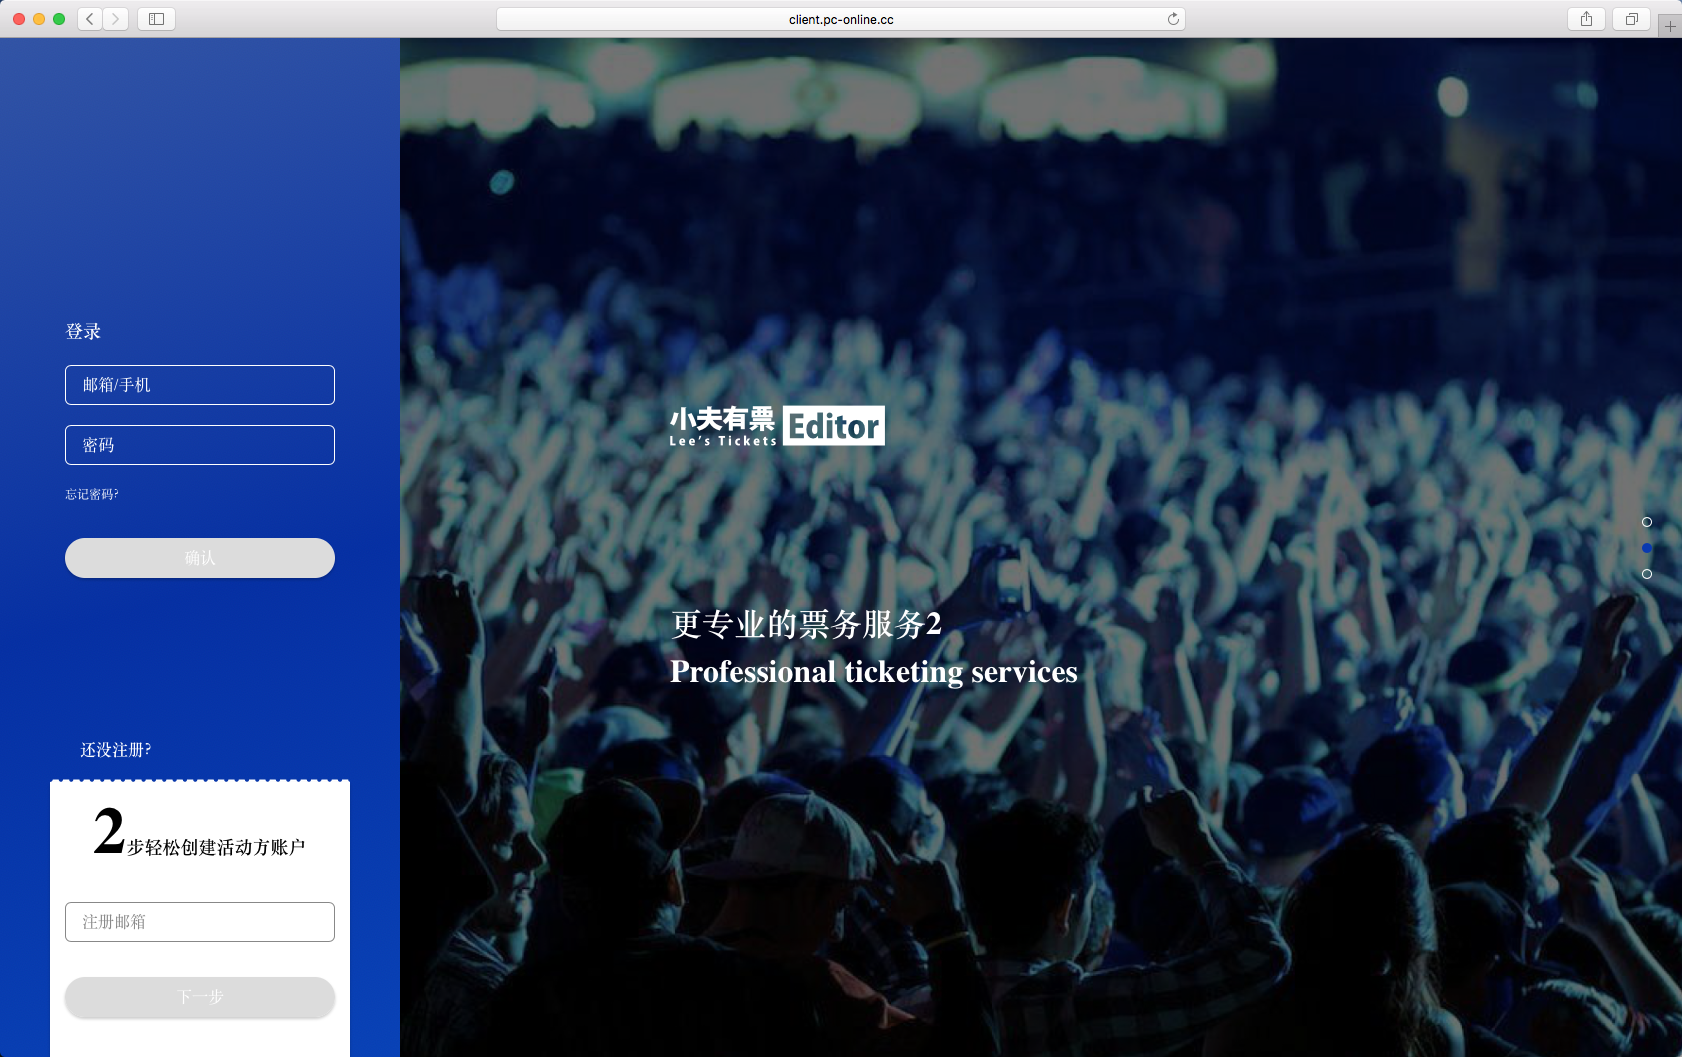 client.pc-online.cc
登录
邮箱/手机
密码
忘记密码?
确认
还没注册?
2步轻松创建活动方账户
注册邮箱
下一步
小夫有票 Editor
Lee's Tickets
更专业的票务服务2
Professional ticketing services